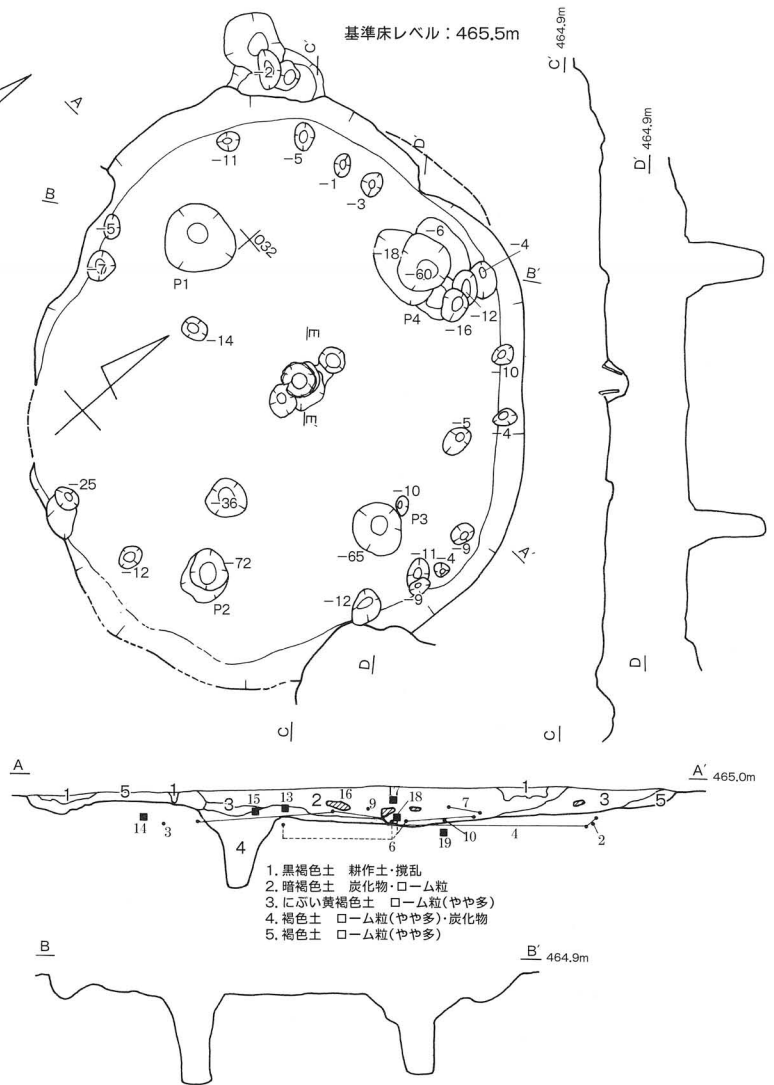 基準床レベル：465.5m
C'
464.9m
C'
-2
A
D'
464.9m
D'
-11
-5
-1
-3
B
-5
-7
P1
032
-6
-18
-60
-4
B'
-12
P4
-16
-14
E
E'
-10
-5
-4
-25
-36
-10
P3
-65
-9
A'
-12
-72
P2
-11
-4
-9
-12
D
D
C
C
A
A'
465.0m
1
5
1
3
15
13
2
16
9
17
18
7
1
3
5
14
3
4
6
10
19
4
2
1. 黒褐色土 耕作土・撹乱
2. 暗褐色土 炭化物・ローム粒
3. にぶい黄褐色土 ローム粒(やや多)
4. 褐色土 ローム粒(やや多)・炭化物
5. 褐色土 ローム粒(やや多)
B
B'
464.9m